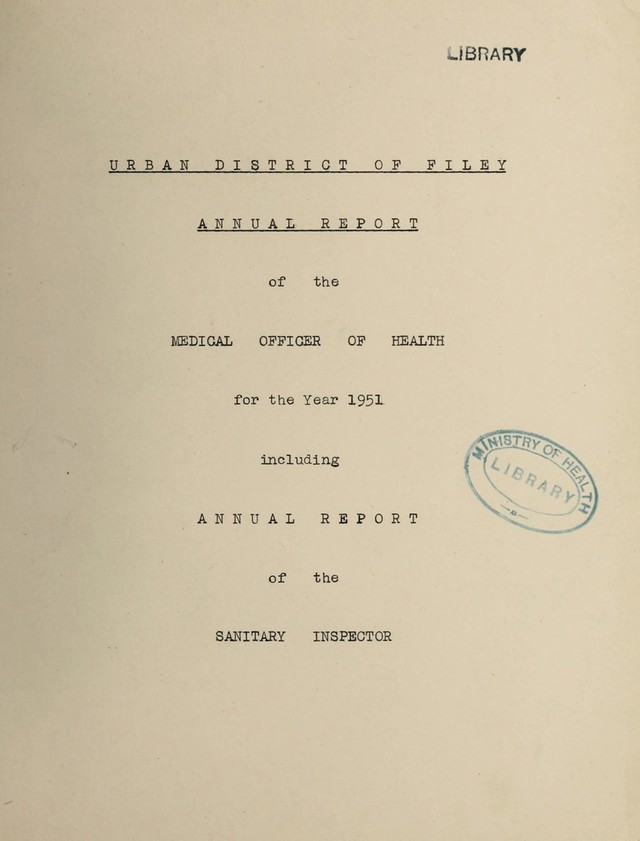 LIBRARY
URBAN DISTRICT OF FILEY
ANNUAL REPORT
of the
MEDICAL OFFICER OF HEALTH
for the Year 1951
including
MINISTRY OF HEALTH
LIBRARY
ANNUAL REPORT
of the
SANITARY INSPECTOR